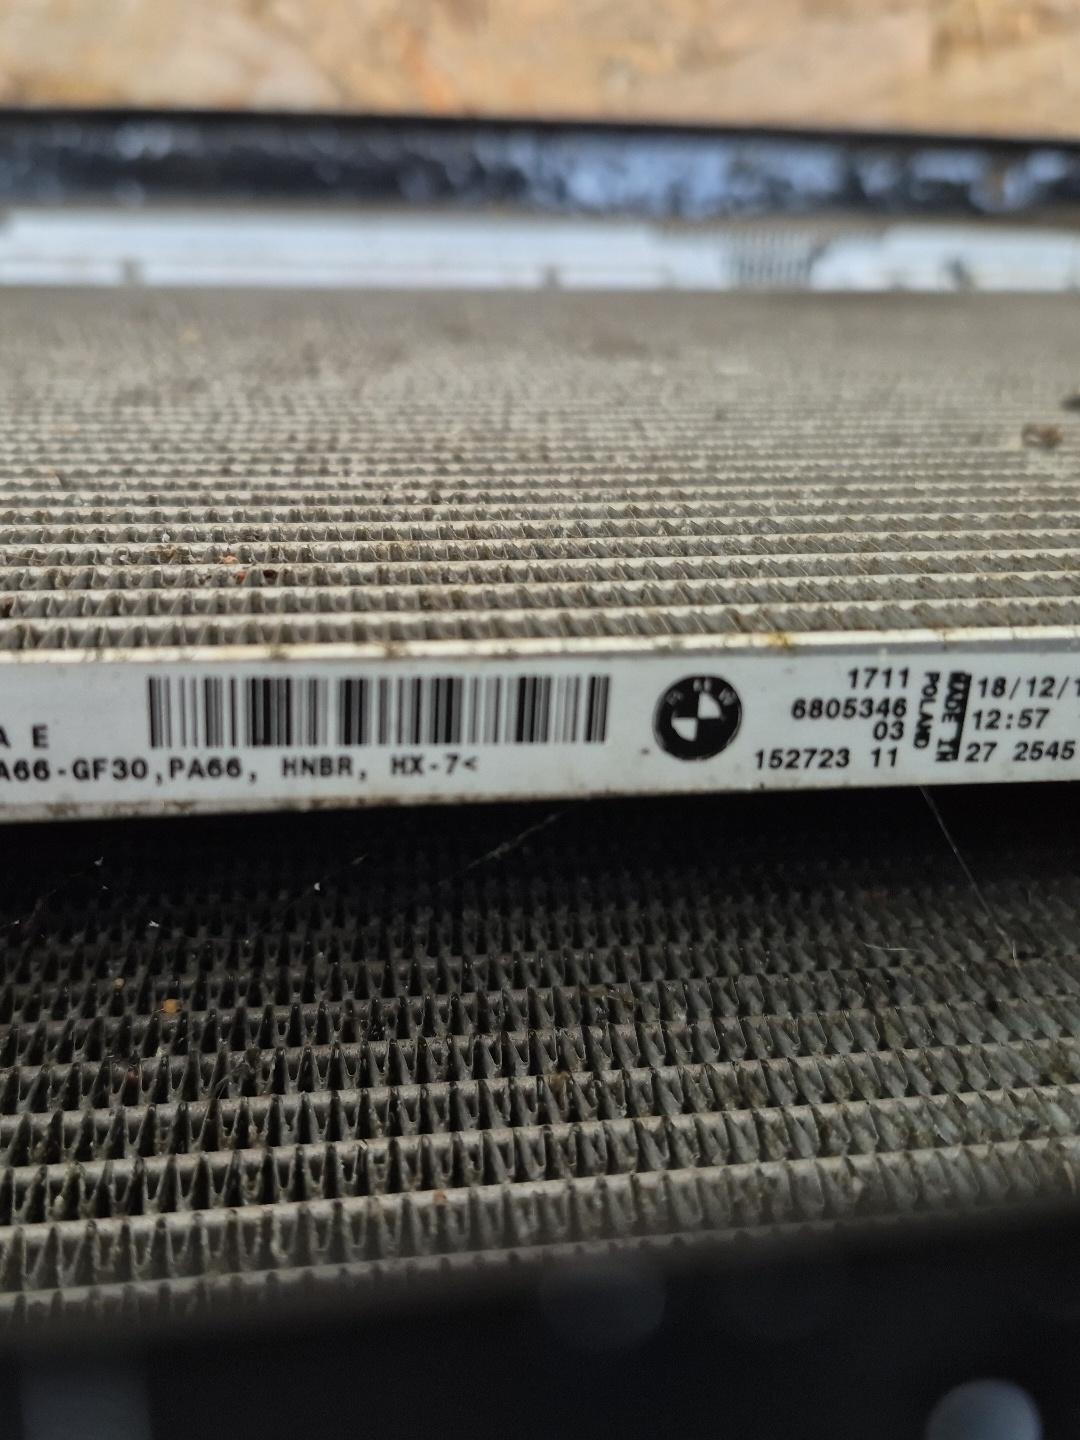 A E
A66-GF30,PA66, HNBR, HX-7<
BMW
1711
6805346
03
152723 11
MADE IN
POLAND
18/12/1
12:57
27 2545